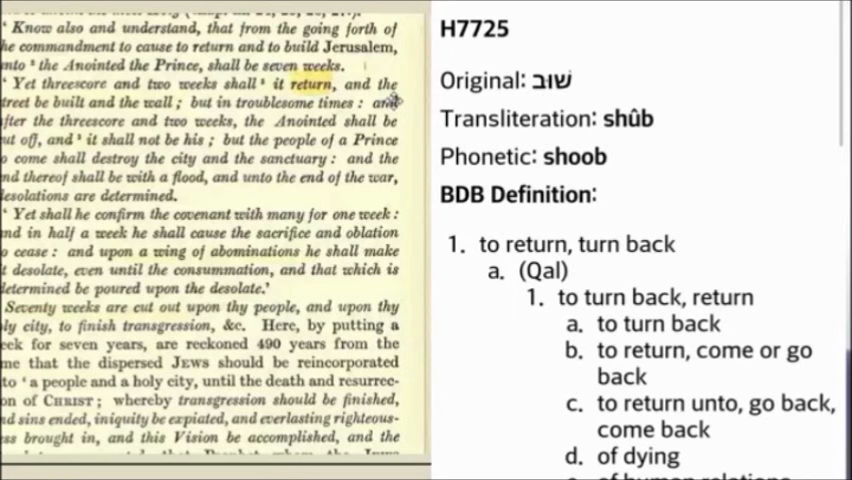 ‘ Know also and understand, that from the going forth of
he commandment to cause to return and to build Jerusalem,
nto ˢ the Anointed the Prince, shall be seven weeks.
‘ Yet threescore and two weeks shall ˢ it return, and the
treet be built and the wall ; but in troublesome times : and
fter the threescore and two weeks, the Anointed shall be
ut off, and ˢ it shall not be his ; but the people of a Prince
o come shall destroy the city and the sanctuary : and the
nd thereof shall be with a flood, and unto the end of the war,
esolations are determined.
‘ Yet shall he confirm the covenant with many for one week :
nd in half a week he shall cause the sacrifice and oblation
o cease : and upon a wing of abominations he shall make
t desolate, even until the consummation, and that which is
etermined be poured upon the desolate.’
Seventy weeks are cut out upon thy people, and upon thy
ly city, to finish transgression, &c. Here, by putting a
eek for seven years, are reckoned 490 years from the
me that the dispersed JEWS should be reincorporated
to ‘ a people and a holy city, until the death and resurrec-
on of CHRIST ; whereby transgression should be finished,
nd sins ended, iniquity be expiated, and everlasting righteous-
ss brought in, and this Vision be accomplished, and the
H7725
Original: שׁוּב
Transliteration: shûb
Phonetic: shoob
BDB Definition:
1. to return, turn back
a. (Qal)
1. to turn back, return
a. to turn back
b. to return, come or go
back
c. to return unto, go back,
come back
d. of dying